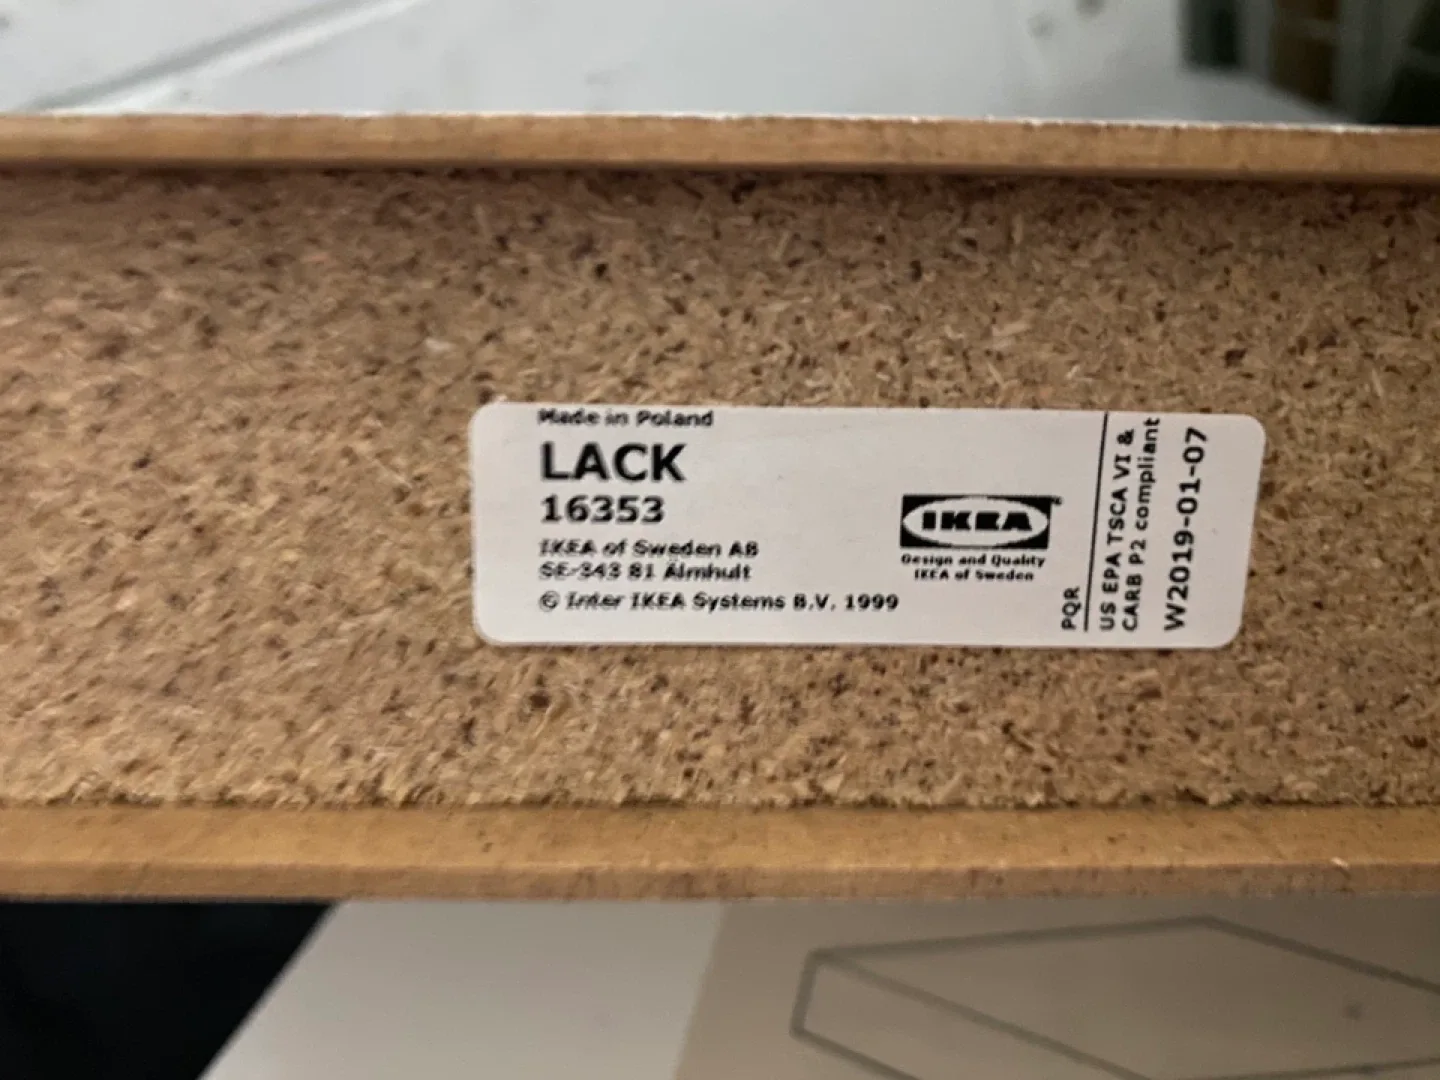 Made in Poland
LACK
16353
IKEA of Sweden AB
SE-343 81 Älmhult
© Inter IKEA Systems B.V. 1999
IKEA®
Design and Quality
IKEA of Sweden
PQR
US EPA TSCA VI &
CARB P2 compliant
W2019-01-07